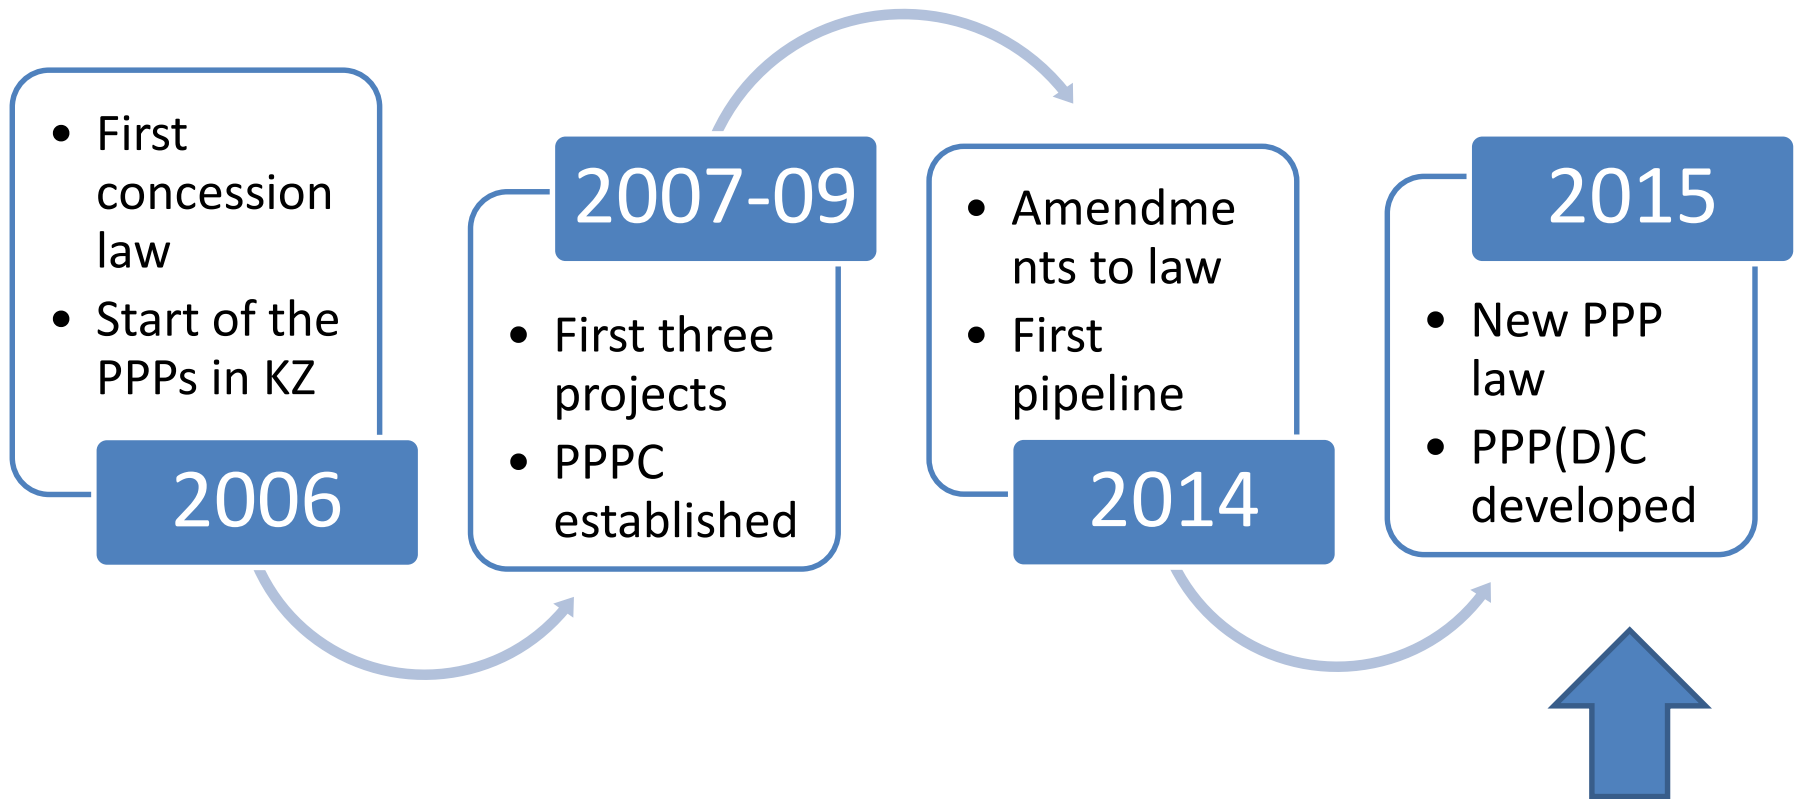 • First
concession
law
• Start of the
PPPs in KZ
2006
2007-09
• First three
projects
• PPPC
established
• Amendme
nts to law
• First
pipeline
2014
2015
• New PPP
law
• PPP(D)C
developed